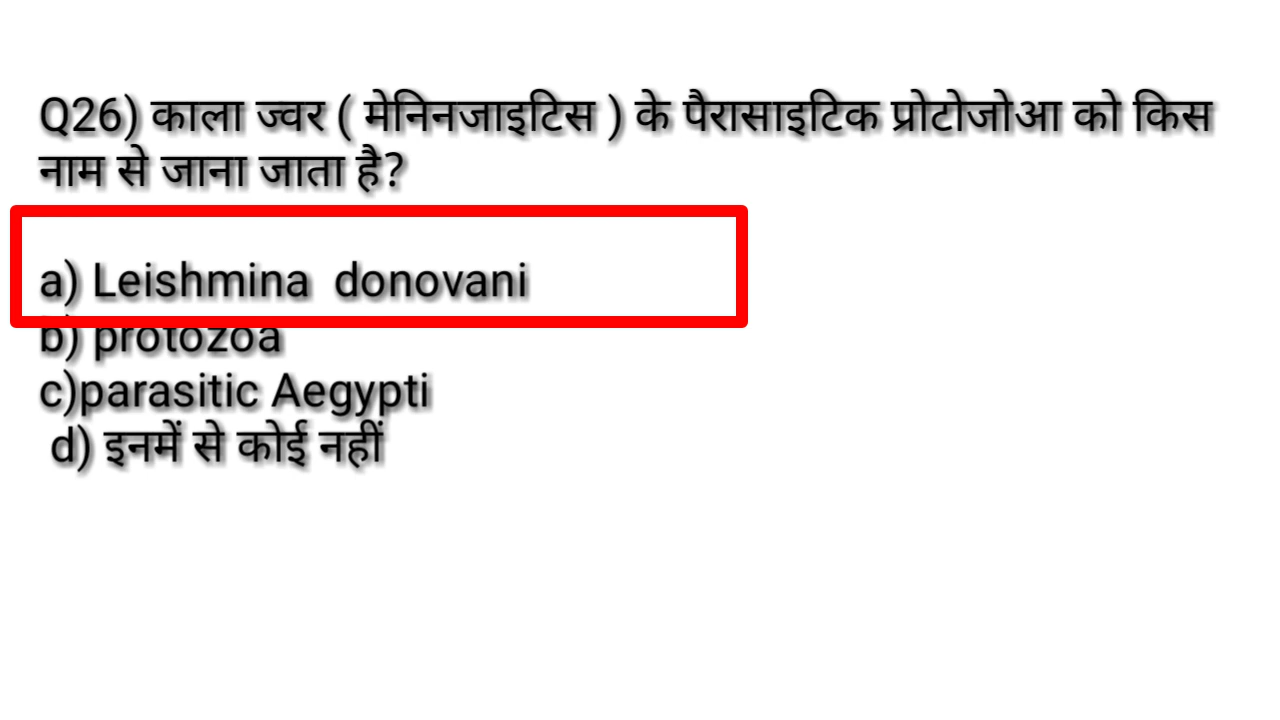 Q26) काला ज्वर ( मेनिनजाइटिस ) के पैरासाइटिक प्रोटोजोआ को किस
नाम से जाना जाता है?
a) Leishmina donovani
b) protozoa
c)parasitic Aegypti
d) इनमें से कोई नहीं